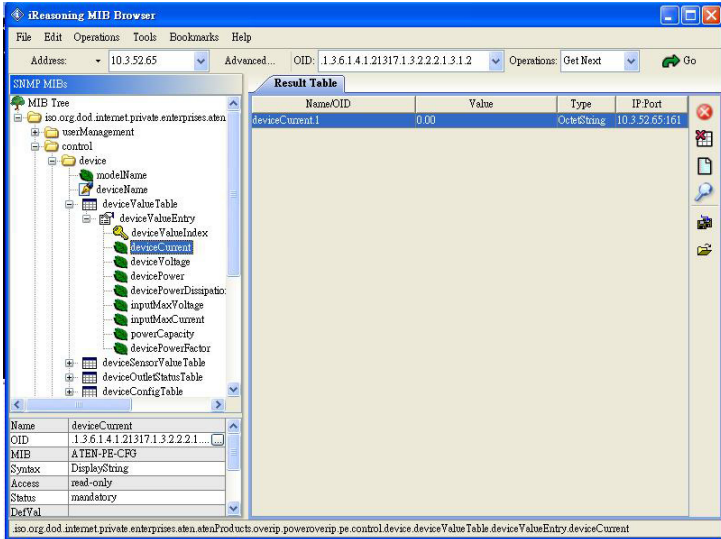 iReasoning MIB Browser
File Edit Operations Tools Bookmarks Help
Address: 10.3.52.65 Advanced... OID: .1.3.6.1.4.1.21317.1.3.2.2.2.1.3.1.2 Operations: Get Next Go
SNMP MIBs
MIB Tree
iso.org.dod.internet.private.enterprises.aten
userManagement
control
device
modelName
deviceName
deviceValueTable
deviceValueEntry
deviceValueIndex
deviceCurrent
deviceVoltage
devicePower
devicePowerDissipatio
inputMaxVoltage
inputMaxCurrent
powerCapacity
devicePowerFactor
deviceSensorValueTable
deviceOutletStatusTable
deviceConfigTable
Name deviceCurrent
OID .1.3.6.1.4.1.21317.1.3.2.2.2.1.... ...
MIB ATEN-PE-CFG
Syntax DisplayString
Access read-only
Status mandatory
DefVal
Result Table
Name/OID Value Type IP:Port
deviceCurrent.1 0.00 OctetString 10.3.52.65:161
.iso.org.dod.internet.private.enterprises.aten.atenProducts.overip.poweroverip.pe.control.device.deviceValueTable.deviceValueEntry.deviceCurrent